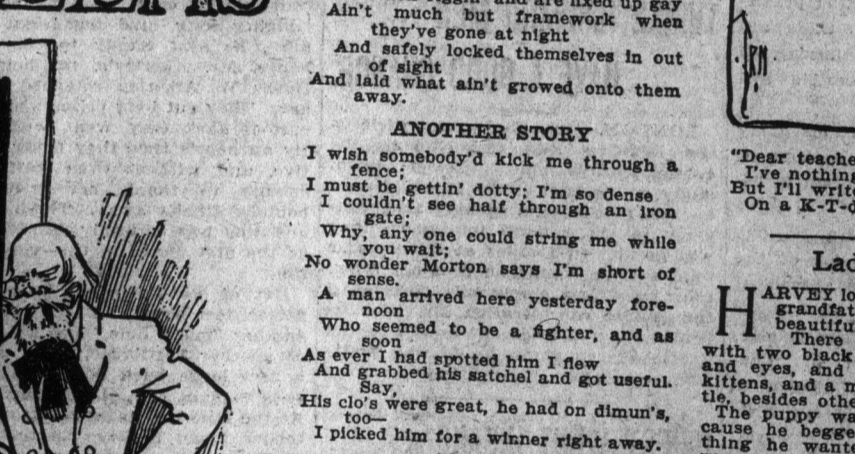 and are fixed up gay
Ain't much but framework when
they've gone at night
And safely locked themselves in out
of sight
And laid what ain't growed onto them
away.
ANOTHER STORY
I wish somebody'd kick me through a
fence;
I must be gettin' dotty; I'm so dense
I couldn't see half through an iron
gate;
Why, any one could string me while
you wait;
No wonder Morton says I'm short of
sense.
A man arrived here yesterday fore-
noon
Who seemed to be a fighter, and as
soon
As ever I had spotted him I flew
And grabbed his satchel and got useful.
Say,
His clo's were great, he had on dimun's,
too—
I picked him for a winner right away.
"Dear teache
I've nothing
But I'll write
On a K-T-
Lad
HARVEY lo
grandfat
beautifu
There
with two black
and eyes, and
kittens, and a m
tle, besides othe
The puppy wa
cause he begge
thing he wante